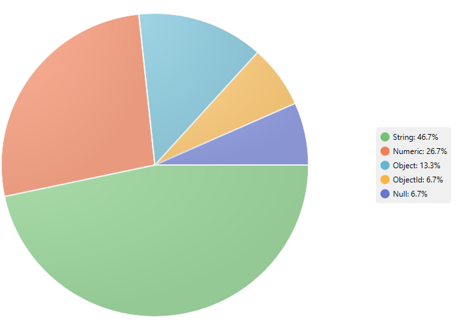 String: 46.7%
Numeric: 26.7%
Object: 13.3%
ObjectId: 6.7%
Null: 6.7%